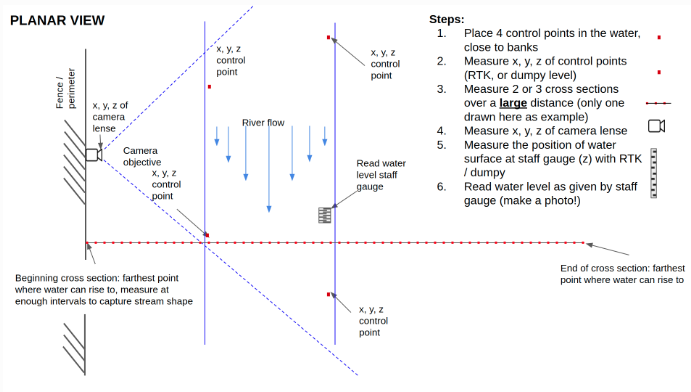 PLANAR VIEW
Fence /
perimeter
x, y, z
control
point
x, y, z
control
point
x, y, z of
camera
lense
River flow
Camera
objective
x, y, z
control
point
Read water
level staff
gauge
Beginning cross section: farthest point
where water can rise to, measure at
enough intervals to capture stream shape
x, y, z
control
point
End of cross section: farthest
point where water can rise to
Steps:
1. Place 4 control points in the water,
close to banks
2. Measure x, y, z of control points
(RTK, or dumpy level)
3. Measure 2 or 3 cross sections
over a large distance (only one
drawn here as example)
4. Measure x, y, z of camera lense
5. Measure the position of water
surface at staff gauge (z) with RTK
/ dumpy
6. Read water level as given by staff
gauge (make a photo!)